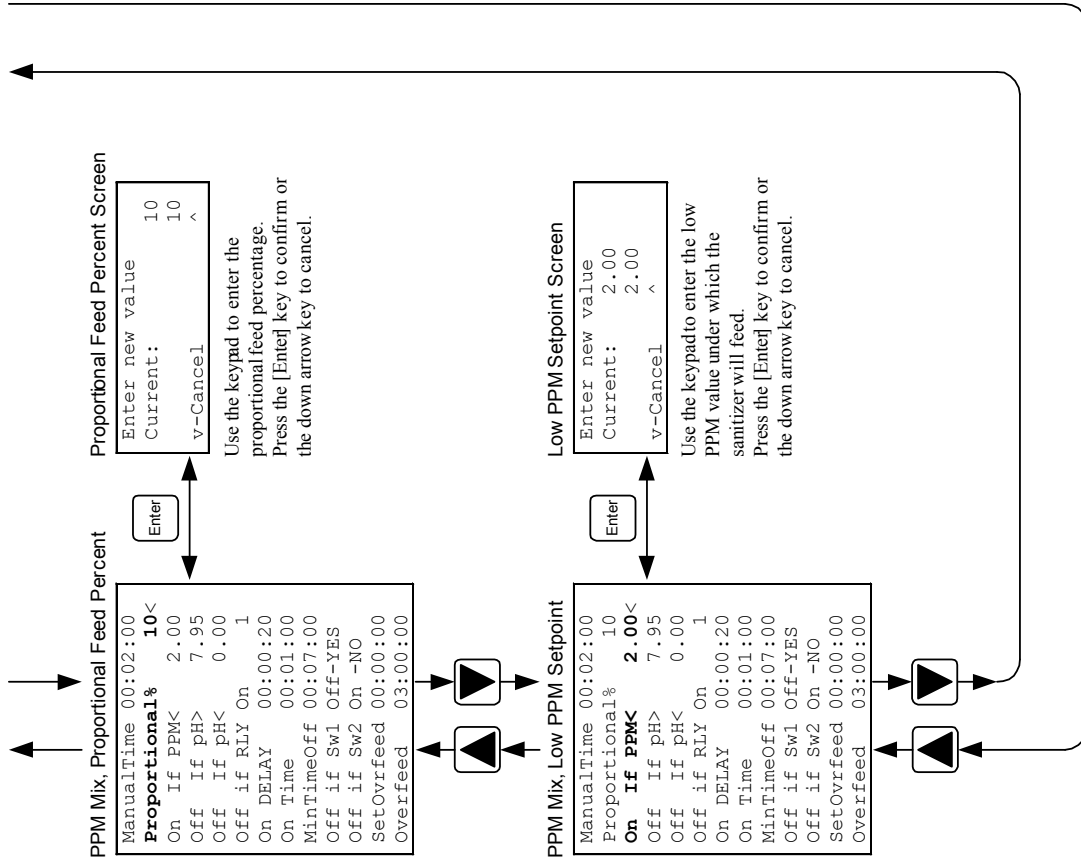 PPM Mix, Proportional Feed Percent
ManualTime 00:02:00
Proportional% 10<
On If PPM< 2.00
Off If pH> 7.95
Off If pH< 0.00
Off if RLY On 1
On DELAY 00:00:20
On Time 00:01:00
MinTimeOff 00:07:00
Off if Sw1 Off-YES
Off if Sw2 On -NO
SetOvrfeed 00:00:00
Overfeed 03:00:00
Enter
Proportional Feed Percent Screen
Enter new value
Current: 10
10
v-Cancel ^
Use the keypad to enter the
proportional feed percentage.
Press the [Enter] key to confirm or
the down arrow key to cancel.
PPM Mix, Low PPM Setpoint
ManualTime 00:02:00
Proportional% 10
On If PPM< 2.00<
Off If pH> 7.95
Off If pH< 0.00
Off if RLY On 1
On DELAY 00:00:20
On Time 00:01:00
MinTimeOff 00:07:00
Off if Sw1 Off-YES
Off if Sw2 On -NO
SetOvrfeed 00:00:00
Overfeed 03:00:00
Enter
Low PPM Setpoint Screen
Enter new value
Current: 2.00
2.00
v-Cancel ^
Use the keypad to enter the low
PPM value under which the
sanitizer will feed.
Press the [Enter] key to confirm or
the down arrow key to cancel.